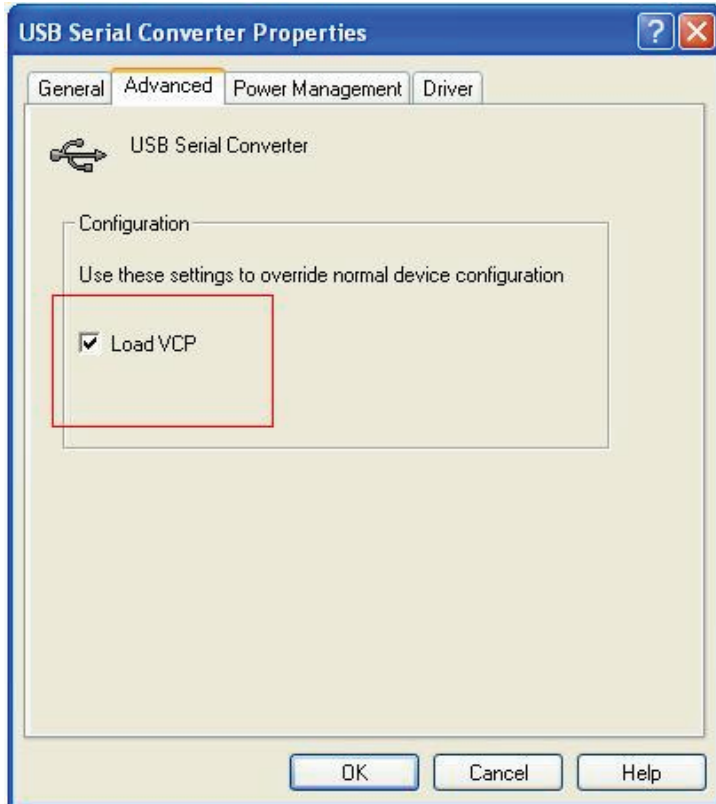 USB Serial Converter Properties
General Advanced Power Management Driver
USB Serial Converter
Configuration
Use these settings to override normal device configuration
Load VCP
OK Cancel Help